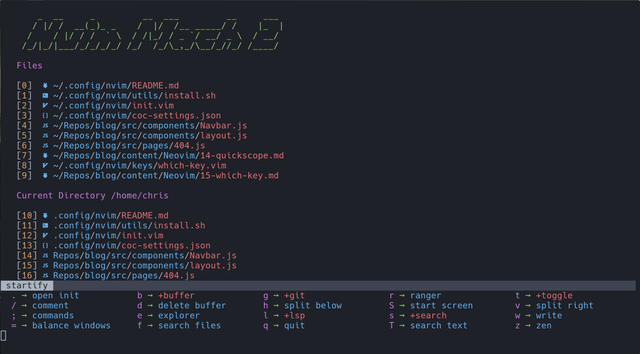 Files
[0] ~/.config/nvim/README.md
[1] ~/.config/nvim/utils/install.sh
[2] ~/.config/nvim/init.vim
[3] {} ~/.config/nvim/coc-settings.json
[4] JS ~/Repos/blog/src/components/Navbar.js
[5] JS ~/Repos/blog/src/components/layout.js
[6] JS ~/Repos/blog/src/pages/404.js
[7] ~/Repos/blog/content/Neovim/14-quickscope.md
[8] ~/.config/nvim/keys/which-key.vim
[9] ~/Repos/blog/content/Neovim/15-which-key.md
Current Directory /home/chris
[10] .config/nvim/README.md
[11] .config/nvim/utils/install.sh
[12] .config/nvim/init.vim
[13] {} .config/nvim/coc-settings.json
[14] JS Repos/blog/src/components/Navbar.js
[15] JS Repos/blog/src/components/layout.js
[16] JS Repos/blog/src/pages/404.js
startify
. → open init b → +buffer g → +git r → ranger t → +toggle
/ → comment d → delete buffer h → split below S → start screen v → split right
; → commands e → explorer l → +lsp s → +search w → write
= → balance windows f → search files q → quit T → search text z → zen